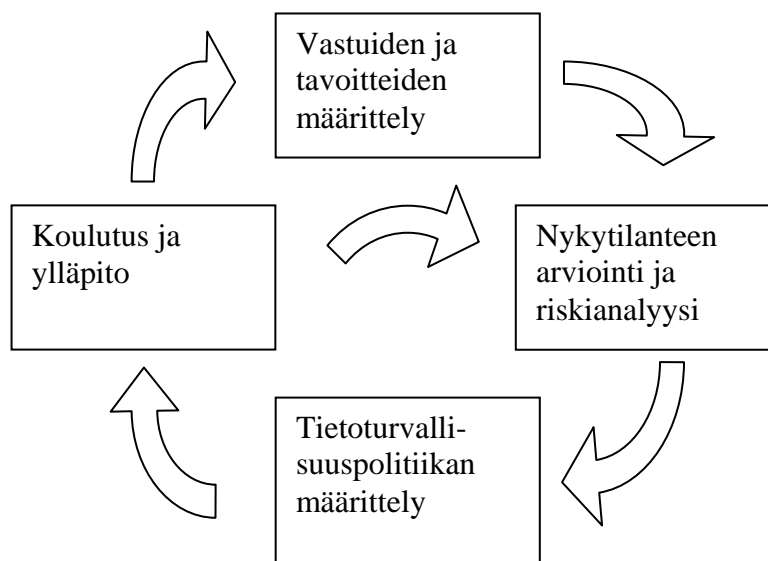 Vastuiden ja
tavoitteiden
määrittely
Koulutus ja
ylläpito
Nykytilanteen
arviointi ja
riskianalyysi
Tietoturvalli-
suuspolitiikan
määrittely